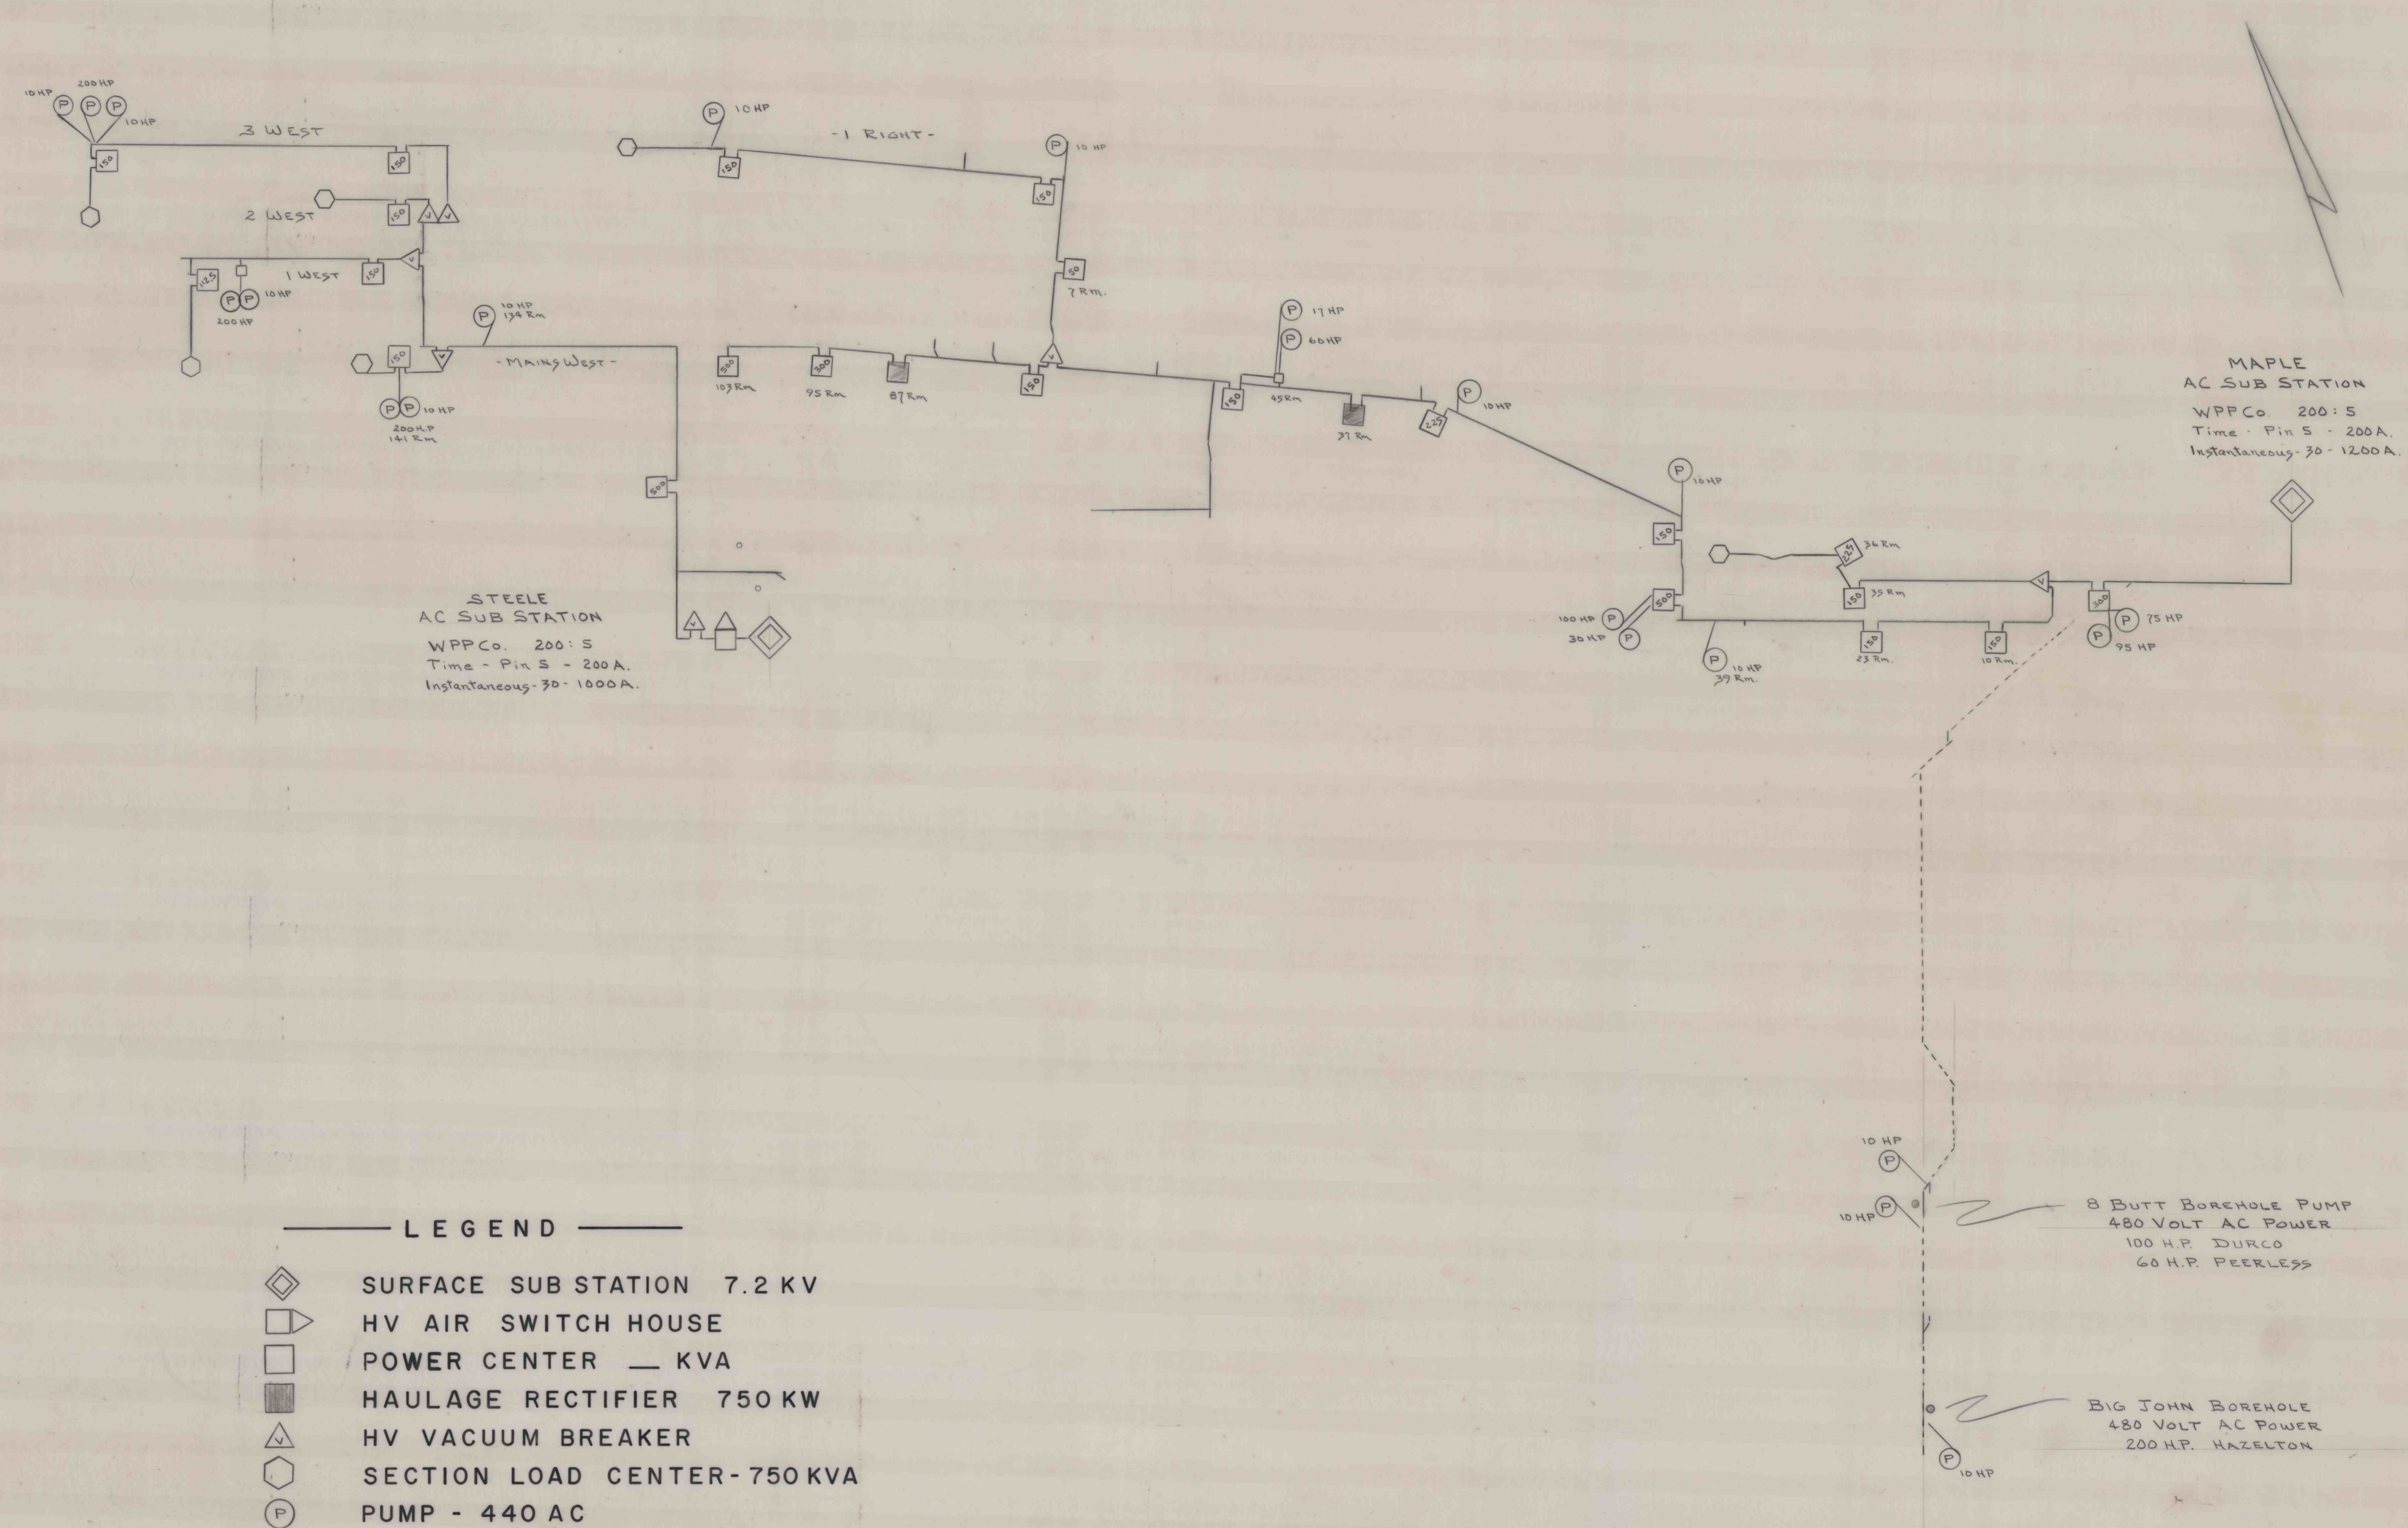 10 HP
200 HP
10 HP
P P P
3 WEST
150
150
2 WEST
150
V V
V
125
1 WEST
150
P P
10 HP
200 HP
P
10 HP
134 Rm
150
V
- MAINS WEST -
P P
10 HP
200 H.P
141 Rm
500
P
10 HP
- 1 RIGHT -
150
P
10 HP
150
50
7 Rm.
V
500
103 Rm
300
95 Rm
87 Rm
150
P
17 HP
P
60 HP
150
45 Rm
37 Rm
225
P
10 HP
P
10 HP
150
500
100 HP
P
30 HP
P
P
10 HP
39 Rm.
225
36 Rm
150
35 Rm
150
23 Rm.
150
10 Rm.
V
300
P
75 HP
P
95 HP
MAPLE
AC SUB STATION
WPPCo. 200 : 5
Time - Pin 5 - 200 A.
Instantaneous - 30 - 1200 A.
STEELE
AC SUB STATION
WPPCo. 200 : 5
Time - Pin 5 - 200 A.
Instantaneous - 30 - 1000 A.
V
10 HP
P
10 HP
P
8 BUTT BOREHOLE PUMP
480 VOLT AC POWER
100 H.P. DURCO
60 H.P. PEERLESS
BIG JOHN BOREHOLE
480 VOLT AC POWER
200 H.P. HAZELTON
P
10 HP
LEGEND
SURFACE SUB STATION 7.2 KV
HV AIR SWITCH HOUSE
POWER CENTER __ KVA
HAULAGE RECTIFIER 750 KW
V HV VACUUM BREAKER
SECTION LOAD CENTER - 750 KVA
P PUMP - 440 AC